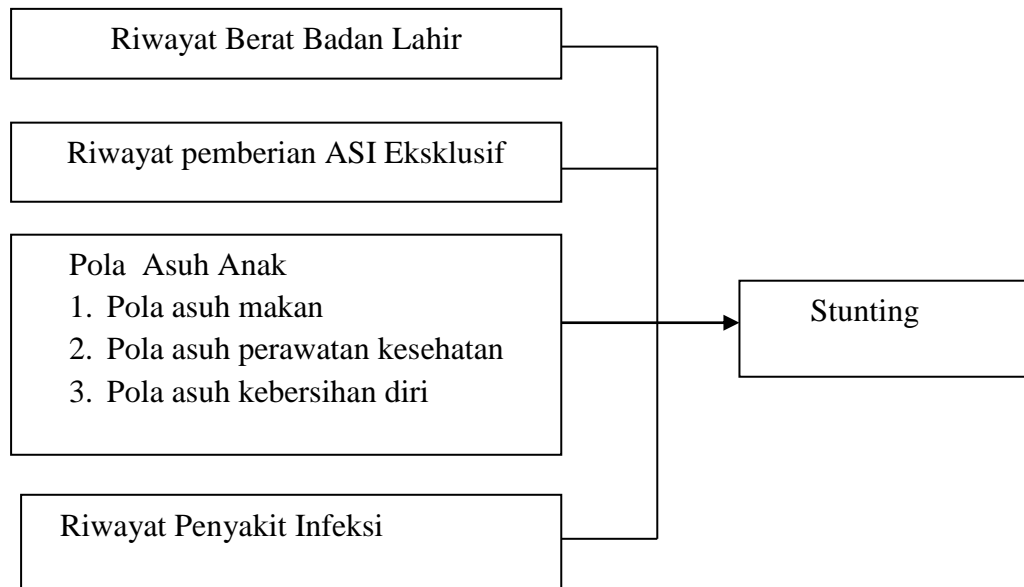 Riwayat Berat Badan Lahir
Riwayat pemberian ASI Eksklusif
Pola Asuh Anak
1. Pola asuh makan
2. Pola asuh perawatan kesehatan
3. Pola asuh kebersihan diri
Stunting
Riwayat Penyakit Infeksi